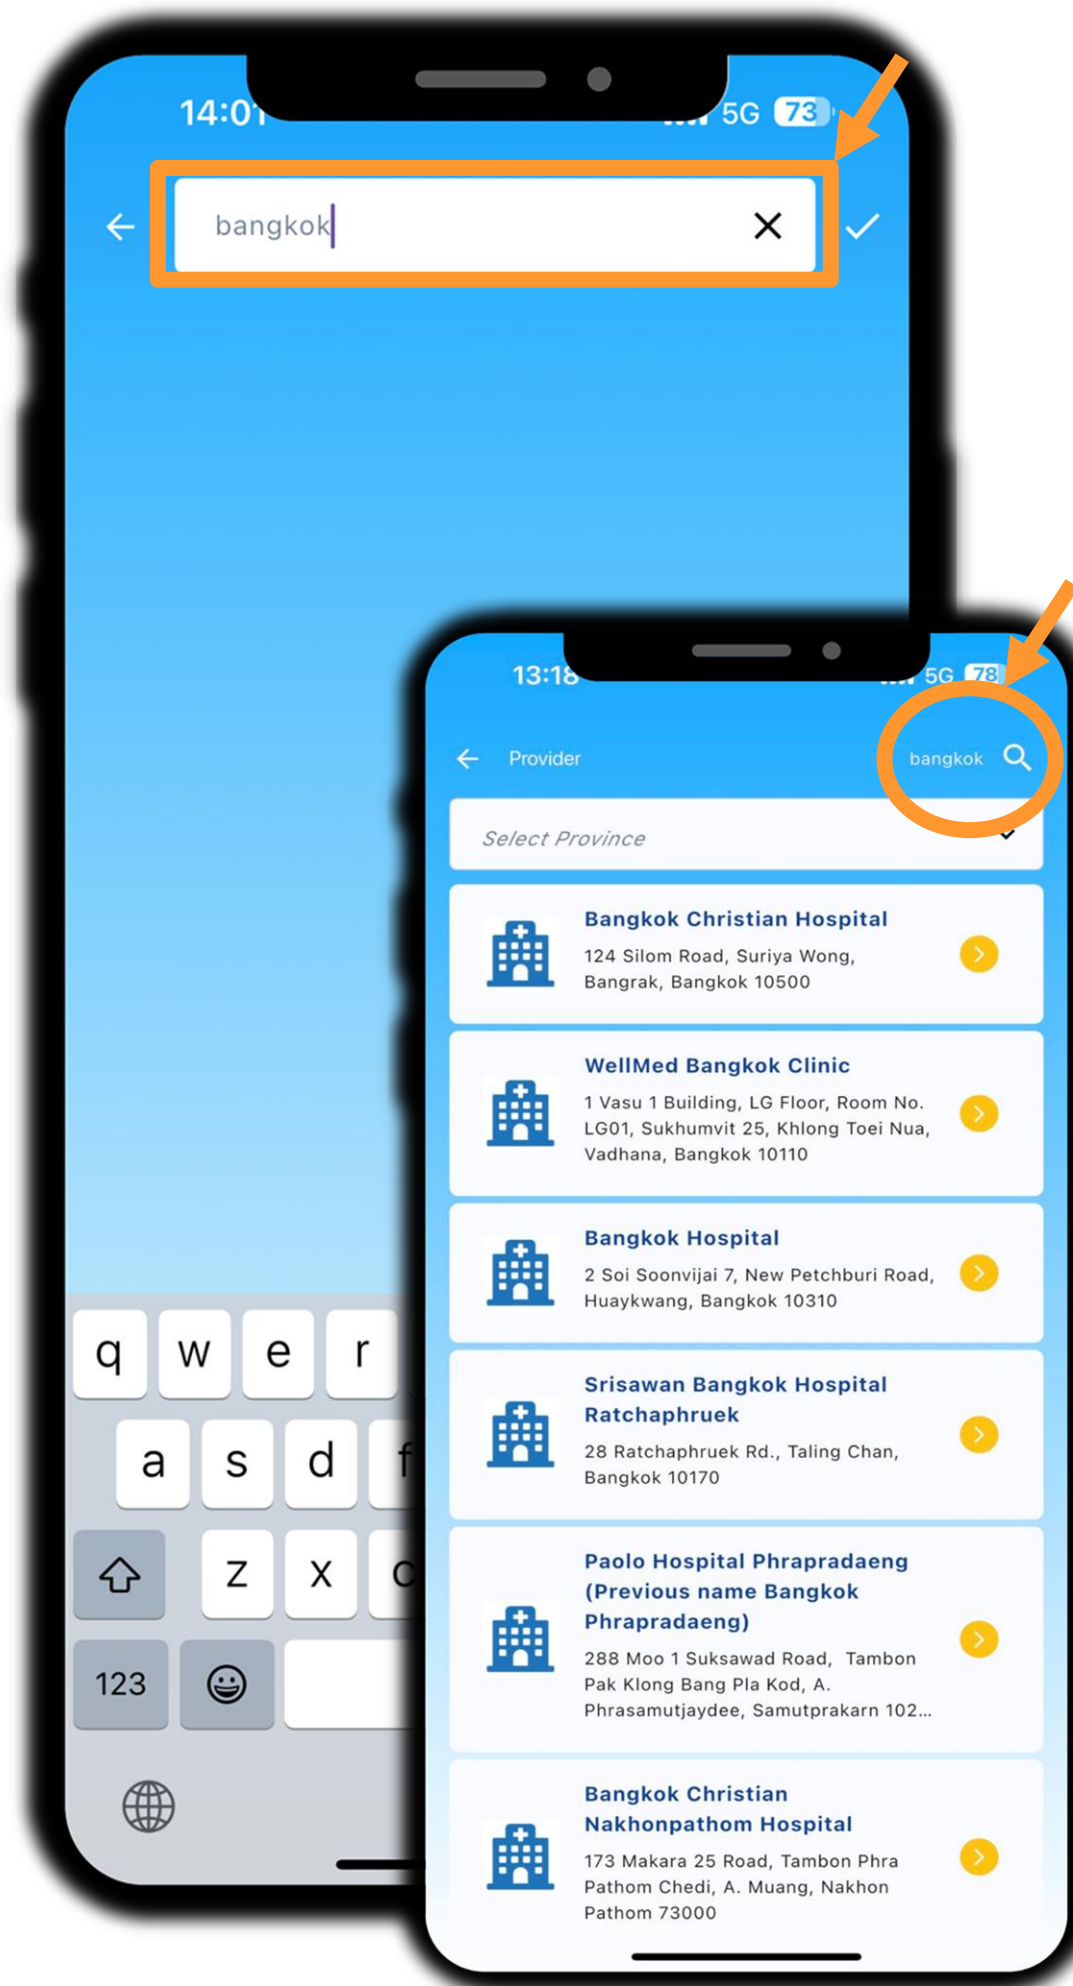 14:01
5G 73
bangkok
q w e r
a s d f
z x c
123
13:18
5G 78
Provider
bangkok
Select Province
Bangkok Christian Hospital
124 Silom Road, Suriya Wong,
Bangrak, Bangkok 10500
WellMed Bangkok Clinic
1 Vasu 1 Building, LG Floor, Room No.
LG01, Sukhumvit 25, Khlong Toei Nua,
Vadhana, Bangkok 10110
Bangkok Hospital
2 Soi Soonvijai 7, New Petchburi Road,
Huaykwang, Bangkok 10310
Srisawan Bangkok Hospital
Ratchaphruek
28 Ratchaphruek Rd., Taling Chan,
Bangkok 10170
Paolo Hospital Phrapradaeng
(Previous name Bangkok
Phrapradaeng)
288 Moo 1 Suksawad Road, Tambon
Pak Klong Bang Pla Kod, A.
Phrasamutjaydee, Samutprakarn 102...
Bangkok Christian
Nakhonpathom Hospital
173 Makara 25 Road, Tambon Phra
Pathom Chedi, A. Muang, Nakhon
Pathom 73000